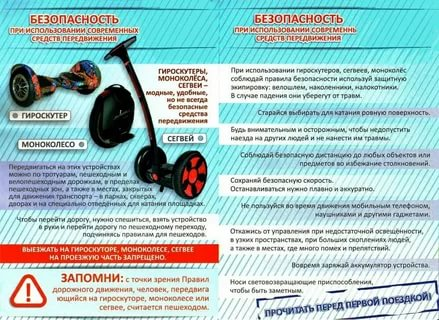 БЕЗОПАСНОСТЬ
ПРИ ИСПОЛЬЗОВАНИИ СОВРЕМЕННЫХ
СРЕДСТВ ПЕРЕДВИЖЕНИЯ
ГИРОСКУТЕРЫ,
МОНОКОЛЕСО,
СЕГВЕИ –
модные, удобные,
но не всегда
безопасные
средства
передвижения
ГИРОСКУТЕР
МОНОКОЛЕСО
СЕГВЕЙ
Передвигаться на этих устройствах
можно по тротуарам, пешеходным и
велопешеходным дорожкам, в пределах
пешеходных зон, а также в местах, закрытых
для движения транспорта – в парках, скверах,
дворах и на специально отведённых для катания площадках.
Чтобы перейти дорогу, нужно спешиться, взять устройство
в руки и перейти дорогу по пешеходному переходу,
подчиняясь правилам для пешеходов.
ВЫЕЗЖАТЬ НА ГИРОСКУТЕРЕ, МОНОКОЛЕСЕ, СЕГВЕЕ
НА ПРОЕЗЖУЮ ЧАСТЬ ЗАПРЕЩЕНО.
ЗАПОМНИ: с точки зрения Правил
дорожного движения, человек, передвига
ющийся на гироскутере, моноколесе или
сегвее, считается пешеходом.
БЕЗОПАСНОСТЬ
ПРИ ИСПОЛЬЗОВАНИИ СОВРЕМЕНН
СРЕДСТВ ПЕРЕДВИЖЕНИЯ
При использовании гироскутеров, сегвеев, моноколёс
соблюдай правила безопасности используй защитную
экипировку: велошлем, наколенники, налокотники.
В случае падения они уберегут от травм.
Старайся выбирать для катания ровную поверхность.
Будь внимательным и осторожным, чтобы недопустить
наезда на других людей и не нанести им травмы.
Соблюдай безопасную дистанцию до любых объектов или
предметов во избежание столкновений.
Сохраняй безопасную скорость.
Останавливаться нужно плавно и аккуратно.
Не пользуйся во время движения мобильным телефоном,
наушниками и другими гаджетами.
Откажись от управления при недостаточной освещённости,
в узких пространствах, при больших скоплениях людей,
а также в местах, где много помех и препятствий.
Вовремя заряжай аккумулятор устройства.
Носи световозвращающие приспособления,
чтобы быть заметным.
ПРОЧИТАТЬ ПЕРЕД ПЕРВОЙ ПОЕЗДКОЙ!